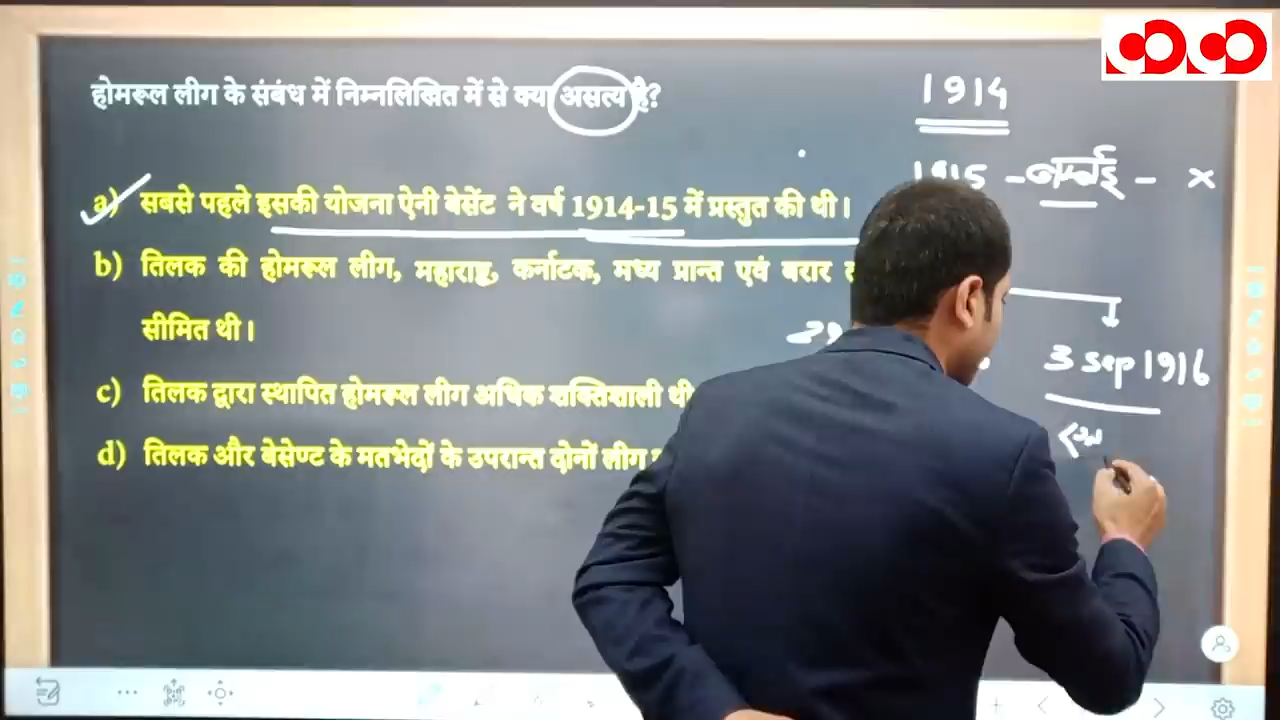 होमरूल लीग के संबंध में निम्नलिखित में से क्या असत्य है?
1914
1915 - बम्बई - ×
a) सबसे पहले इसकी योजना ऐनी बेसेंट ने वर्ष 1914-15 में प्रस्तुत की थी।
b) तिलक की होमरूल लीग, महाराष्ट्र, कर्नाटक, मध्य प्रान्त एवं बरार
सीमित थी।
3 Sep 1916
c) तिलक द्वारा स्थापित होमरूल लीग अधिक शक्तिशाली थी
d) तिलक और बेसेण्ट के मतभेदों के उपरान्त दोनों लीग